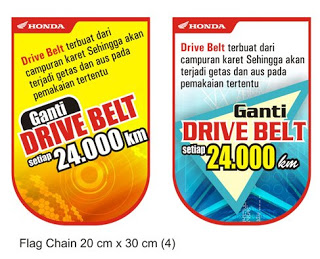 HONDA
Drive Belt terbuat dari
campuran karet Sehingga akan
terjadi getas dan aus pada
pemakaian tertentu
Ganti
DRIVE BELT
setiap 24.000 km
HONDA
Drive Belt terbuat dari
campuran karet Sehingga akan
terjadi getas dan aus pada
pemakaian tertentu
Ganti
DRIVE BELT
setiap 24.000 km
Flag Chain 20 cm x 30 cm (4)